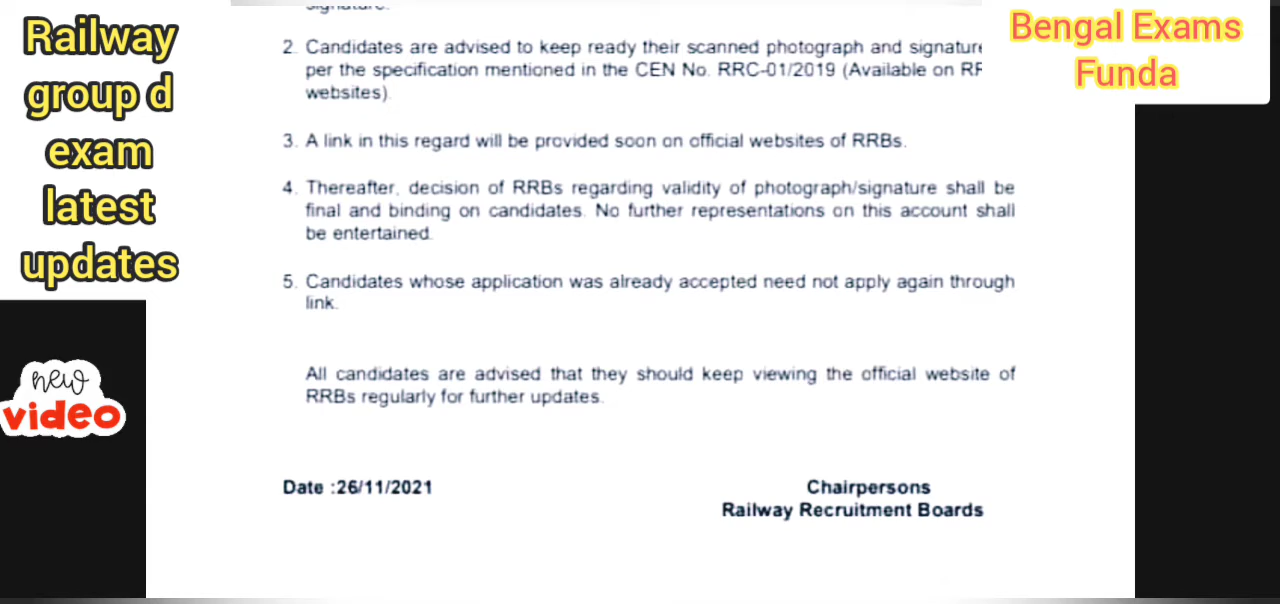 Railway
group d
exam
latest
updates
Bengal Exams
Funda
signature.
2. Candidates are advised to keep ready their scanned photograph and signature
per the specification mentioned in the CEN No. RRC-01/2019 (Available on
websites).
3. A link in this regard will be provided soon on official websites of RRBs.
4. Thereafter, decision of RRBs regarding validity of photograph/signature shall be
final and binding on candidates. No further representations on this account shall
be entertained.
5. Candidates whose application was already accepted need not apply again through
link.
All candidates are advised that they should keep viewing the official website of
RRBs regularly for further updates.
Date :26/11/2021
Chairpersons
Railway Recruitment Boards
new
video